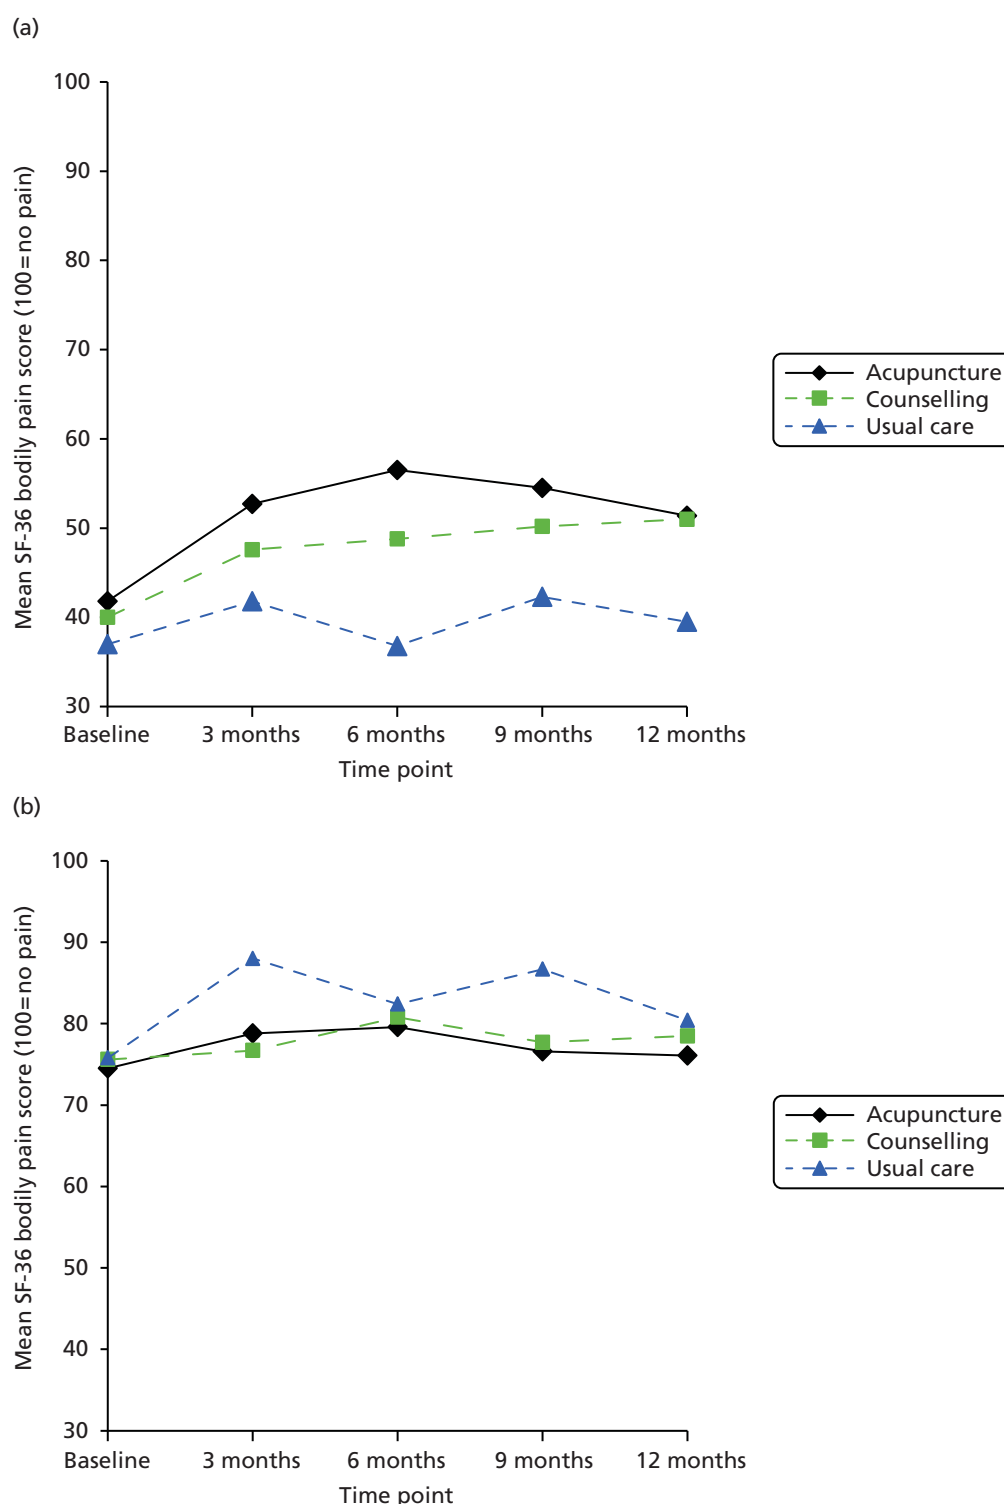 (a)
Mean SF-36 bodily pain score (100=no pain)
100
90
80
70
60
50
40
30
Baseline
3 months
6 months
9 months
12 months
Time point
Acupuncture
Counselling
Usual care
(b)
Mean SF-36 bodily pain score (100=no pain)
100
90
80
70
60
50
40
30
Baseline
3 months
6 months
9 months
12 months
Time point
Acupuncture
Counselling
Usual care